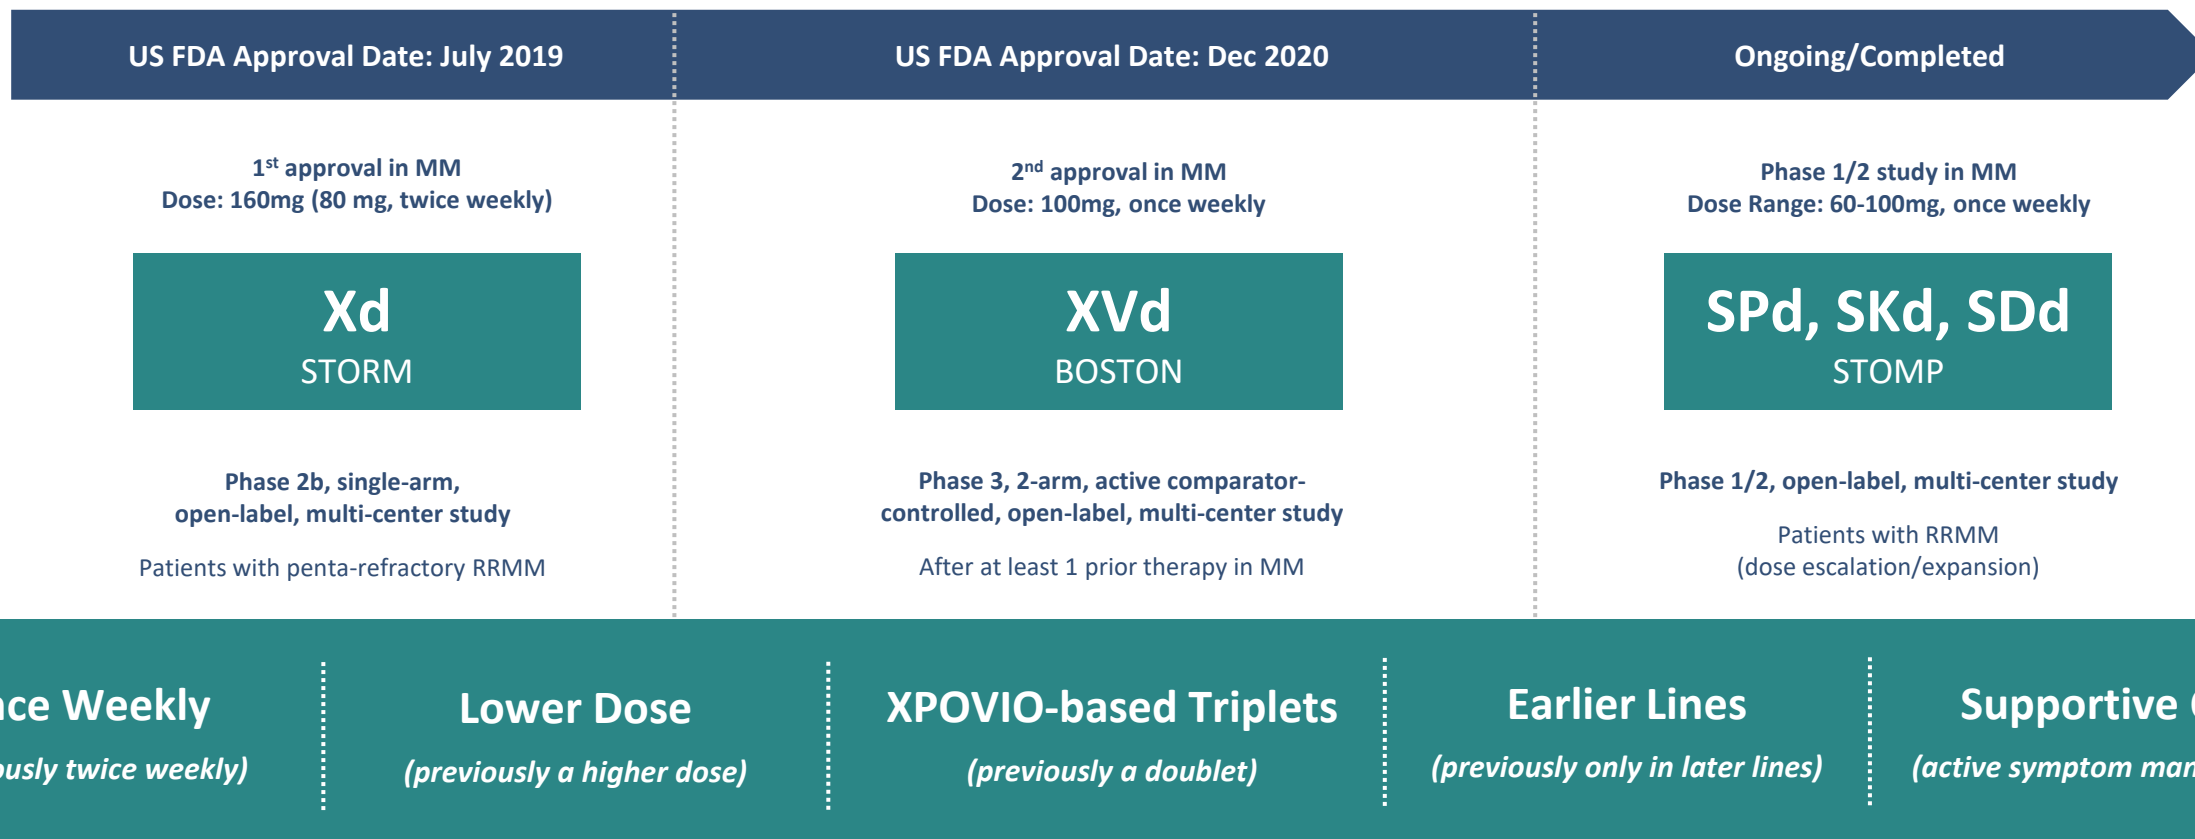 US FDA Approval Date: July 2019
US FDA Approval Date: Dec 2020
Ongoing/Completed
1st approval in MM
Dose: 160mg (80 mg, twice weekly)
2nd approval in MM
Dose: 100mg, once weekly
Phase 1/2 study in MM
Dose Range: 60-100mg, once weekly
Xd
STORM
XVd
BOSTON
SPd, SKd, SDd
STOMP
Phase 2b, single-arm,
open-label, multi-center study
Patients with penta-refractory RRMM
Phase 3, 2-arm, active comparator-
controlled, open-label, multi-center study
After at least 1 prior therapy in MM
Phase 1/2, open-label, multi-center study
Patients with RRMM
(dose escalation/expansion)
Weekly
twice weekly)
Lower Dose
(previously a higher dose)
XPOVIO-based Triplets
(previously a doublet)
Earlier Lines
(previously only in later lines)
Supportive
(active symptom